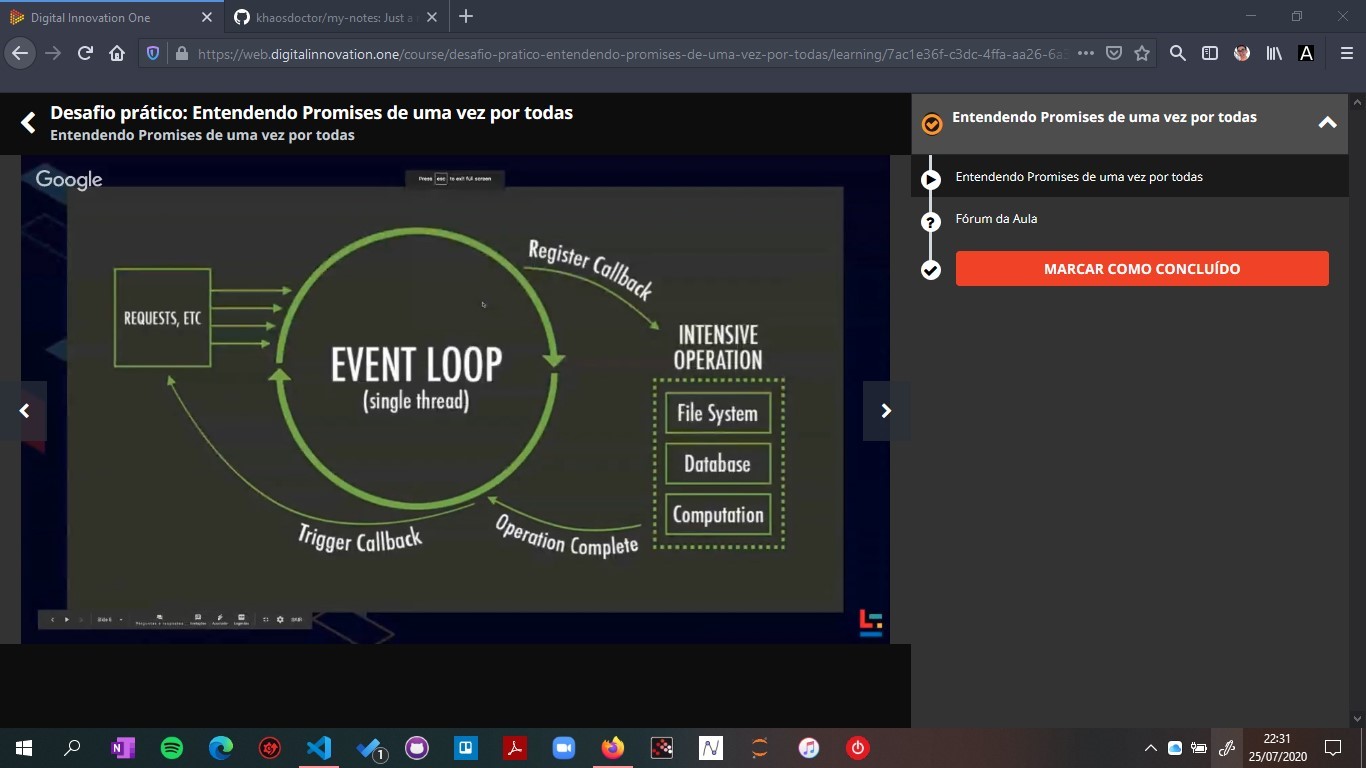 Digital Innovation One
khaosdoctor/my-notes: Just a
https://web.digitalinnovation.one/course/desafio-pratico-entendendo-promises-de-uma-vez-por-todas/learning/7ac1e36f-c3dc-4ffa-aa26-6a
Desafio prático: Entendendo Promises de uma vez por todas
Entendendo Promises de uma vez por todas
Google
Press esc to exit full screen
REQUESTS, ETC
EVENT LOOP
(single thread)
Register Callback
INTENSIVE
OPERATION
File System
Database
Computation
Operation Complete
Trigger Callback
Slide 6
Entendendo Promises de uma vez por todas
Entendendo Promises de uma vez por todas
Fórum da Aula
MARCAR COMO CONCLUÍDO
22:31
25/07/2020